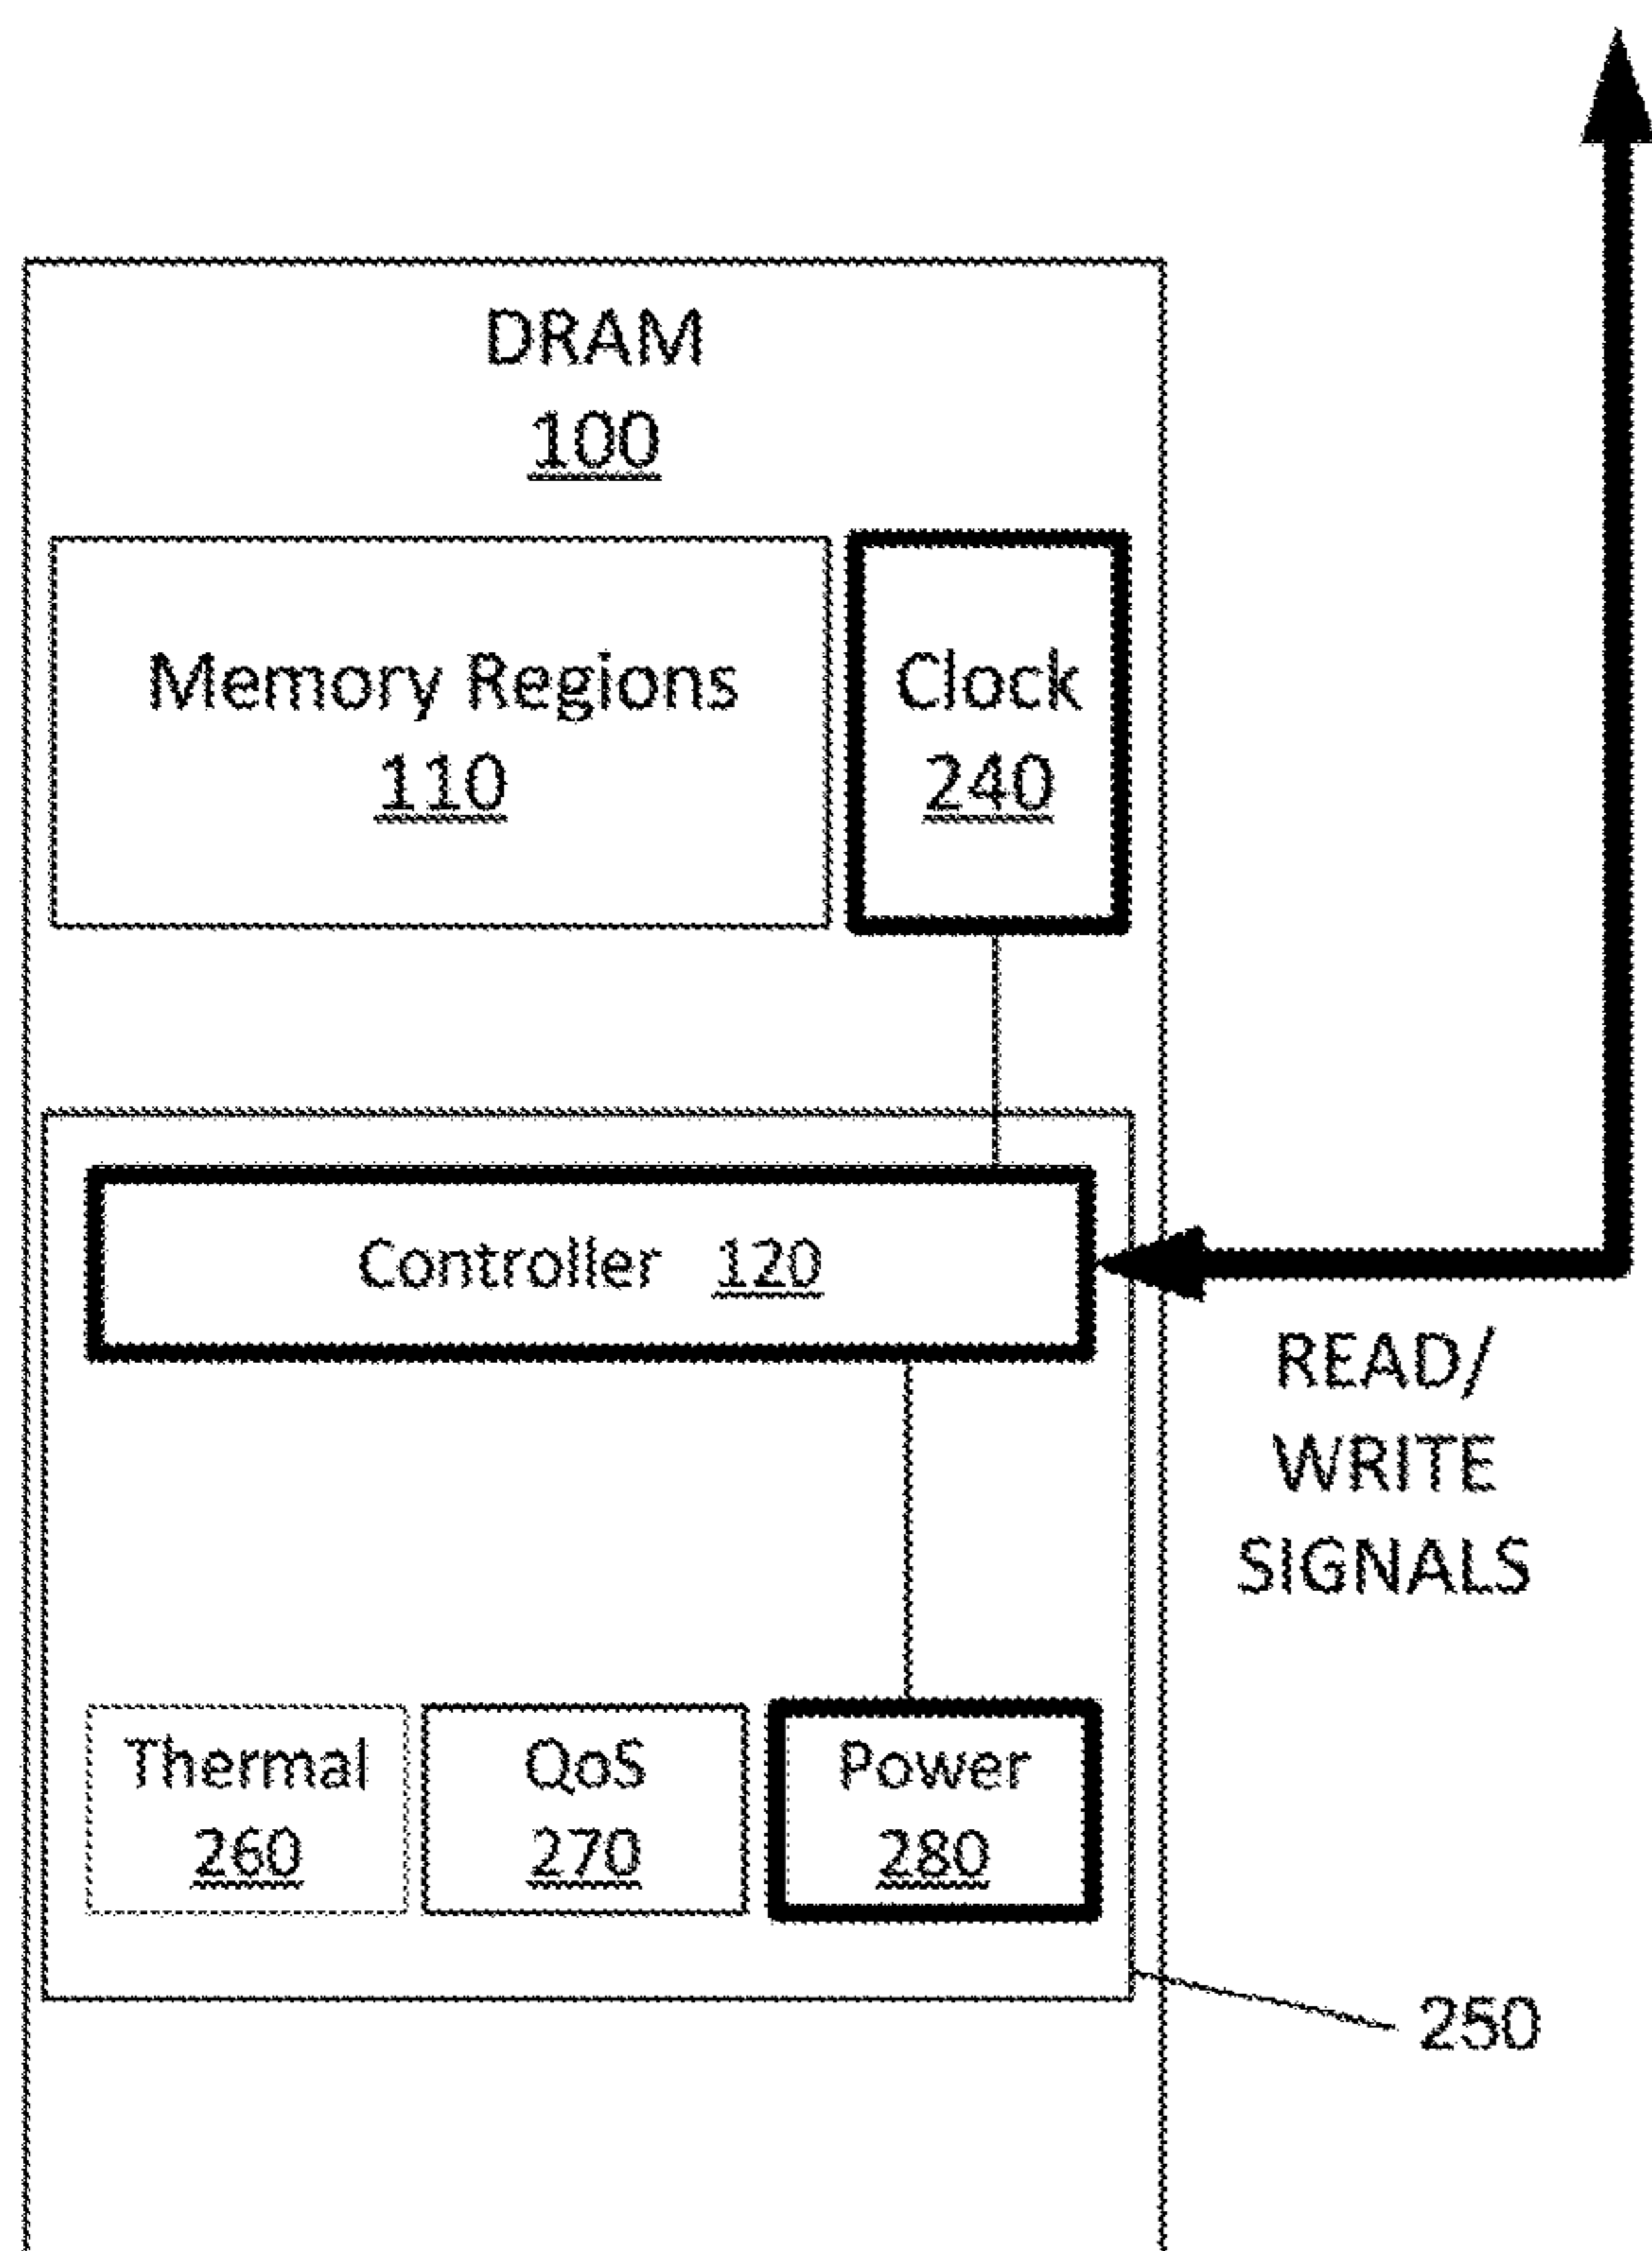 DRAM
100
Memory Regions
110
Clock
240
Controller 120
READ/
WRITE
SIGNALS
Thermal
260
QoS
270
Power
280
250